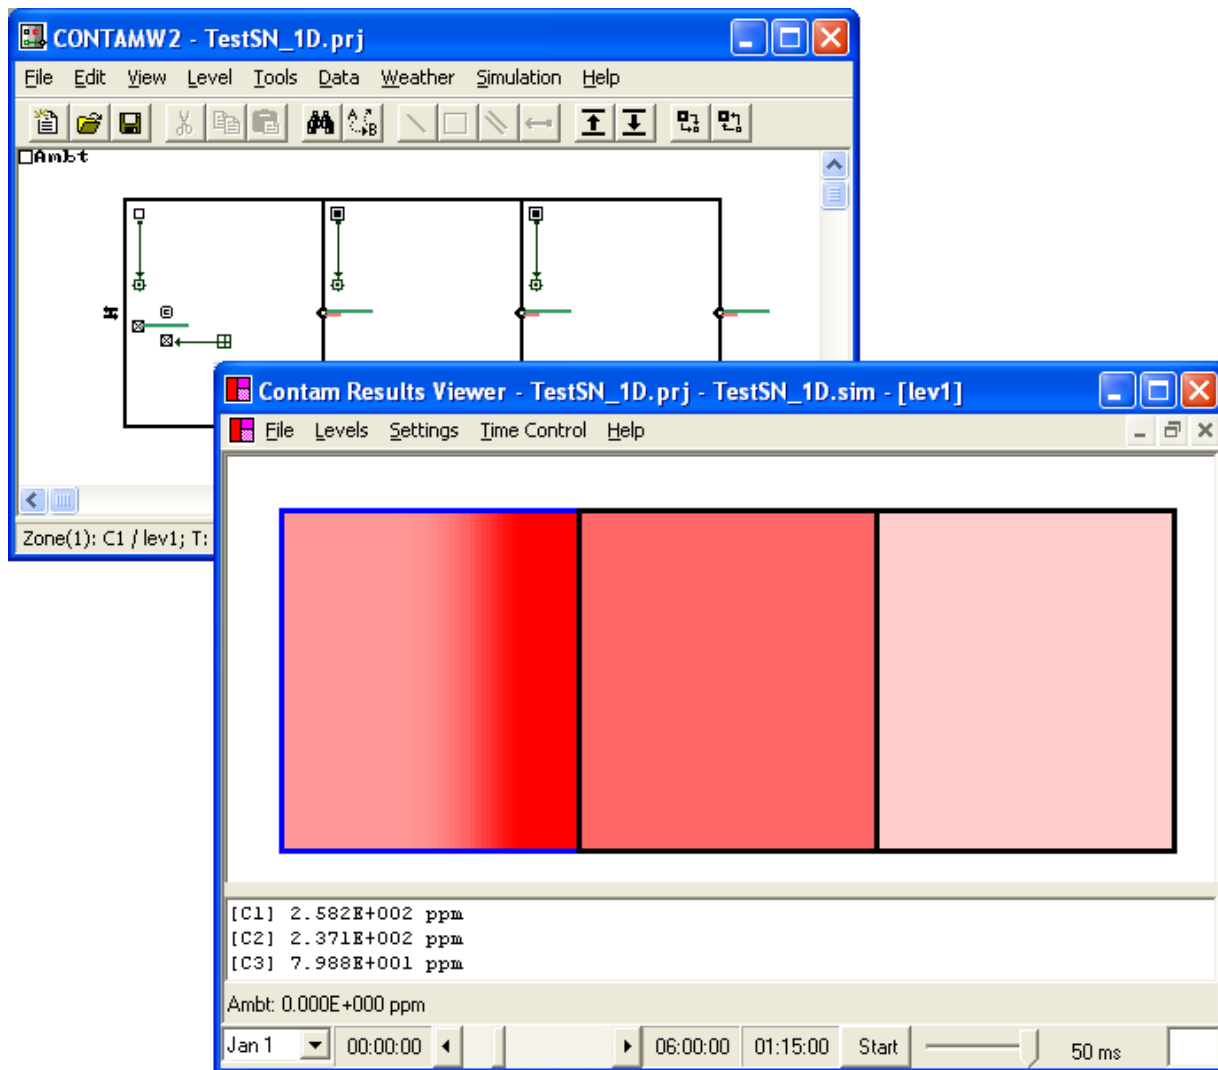 CONTAMW2 - TestSN_1D.prj
File Edit View Level Tools Data Weather Simulation Help
A B
Ambt
Zone(1): C1 / lev1; T:
Contam Results Viewer - TestSN_1D.prj - TestSN_1D.sim - [lev1]
File Levels Settings Time Control Help
[C1] 2.582E+002 ppm
[C2] 2.371E+002 ppm
[C3] 7.988E+001 ppm
Ambt: 0.000E+000 ppm
Jan 1 00:00:00 06:00:00 01:15:00 Start 50 ms